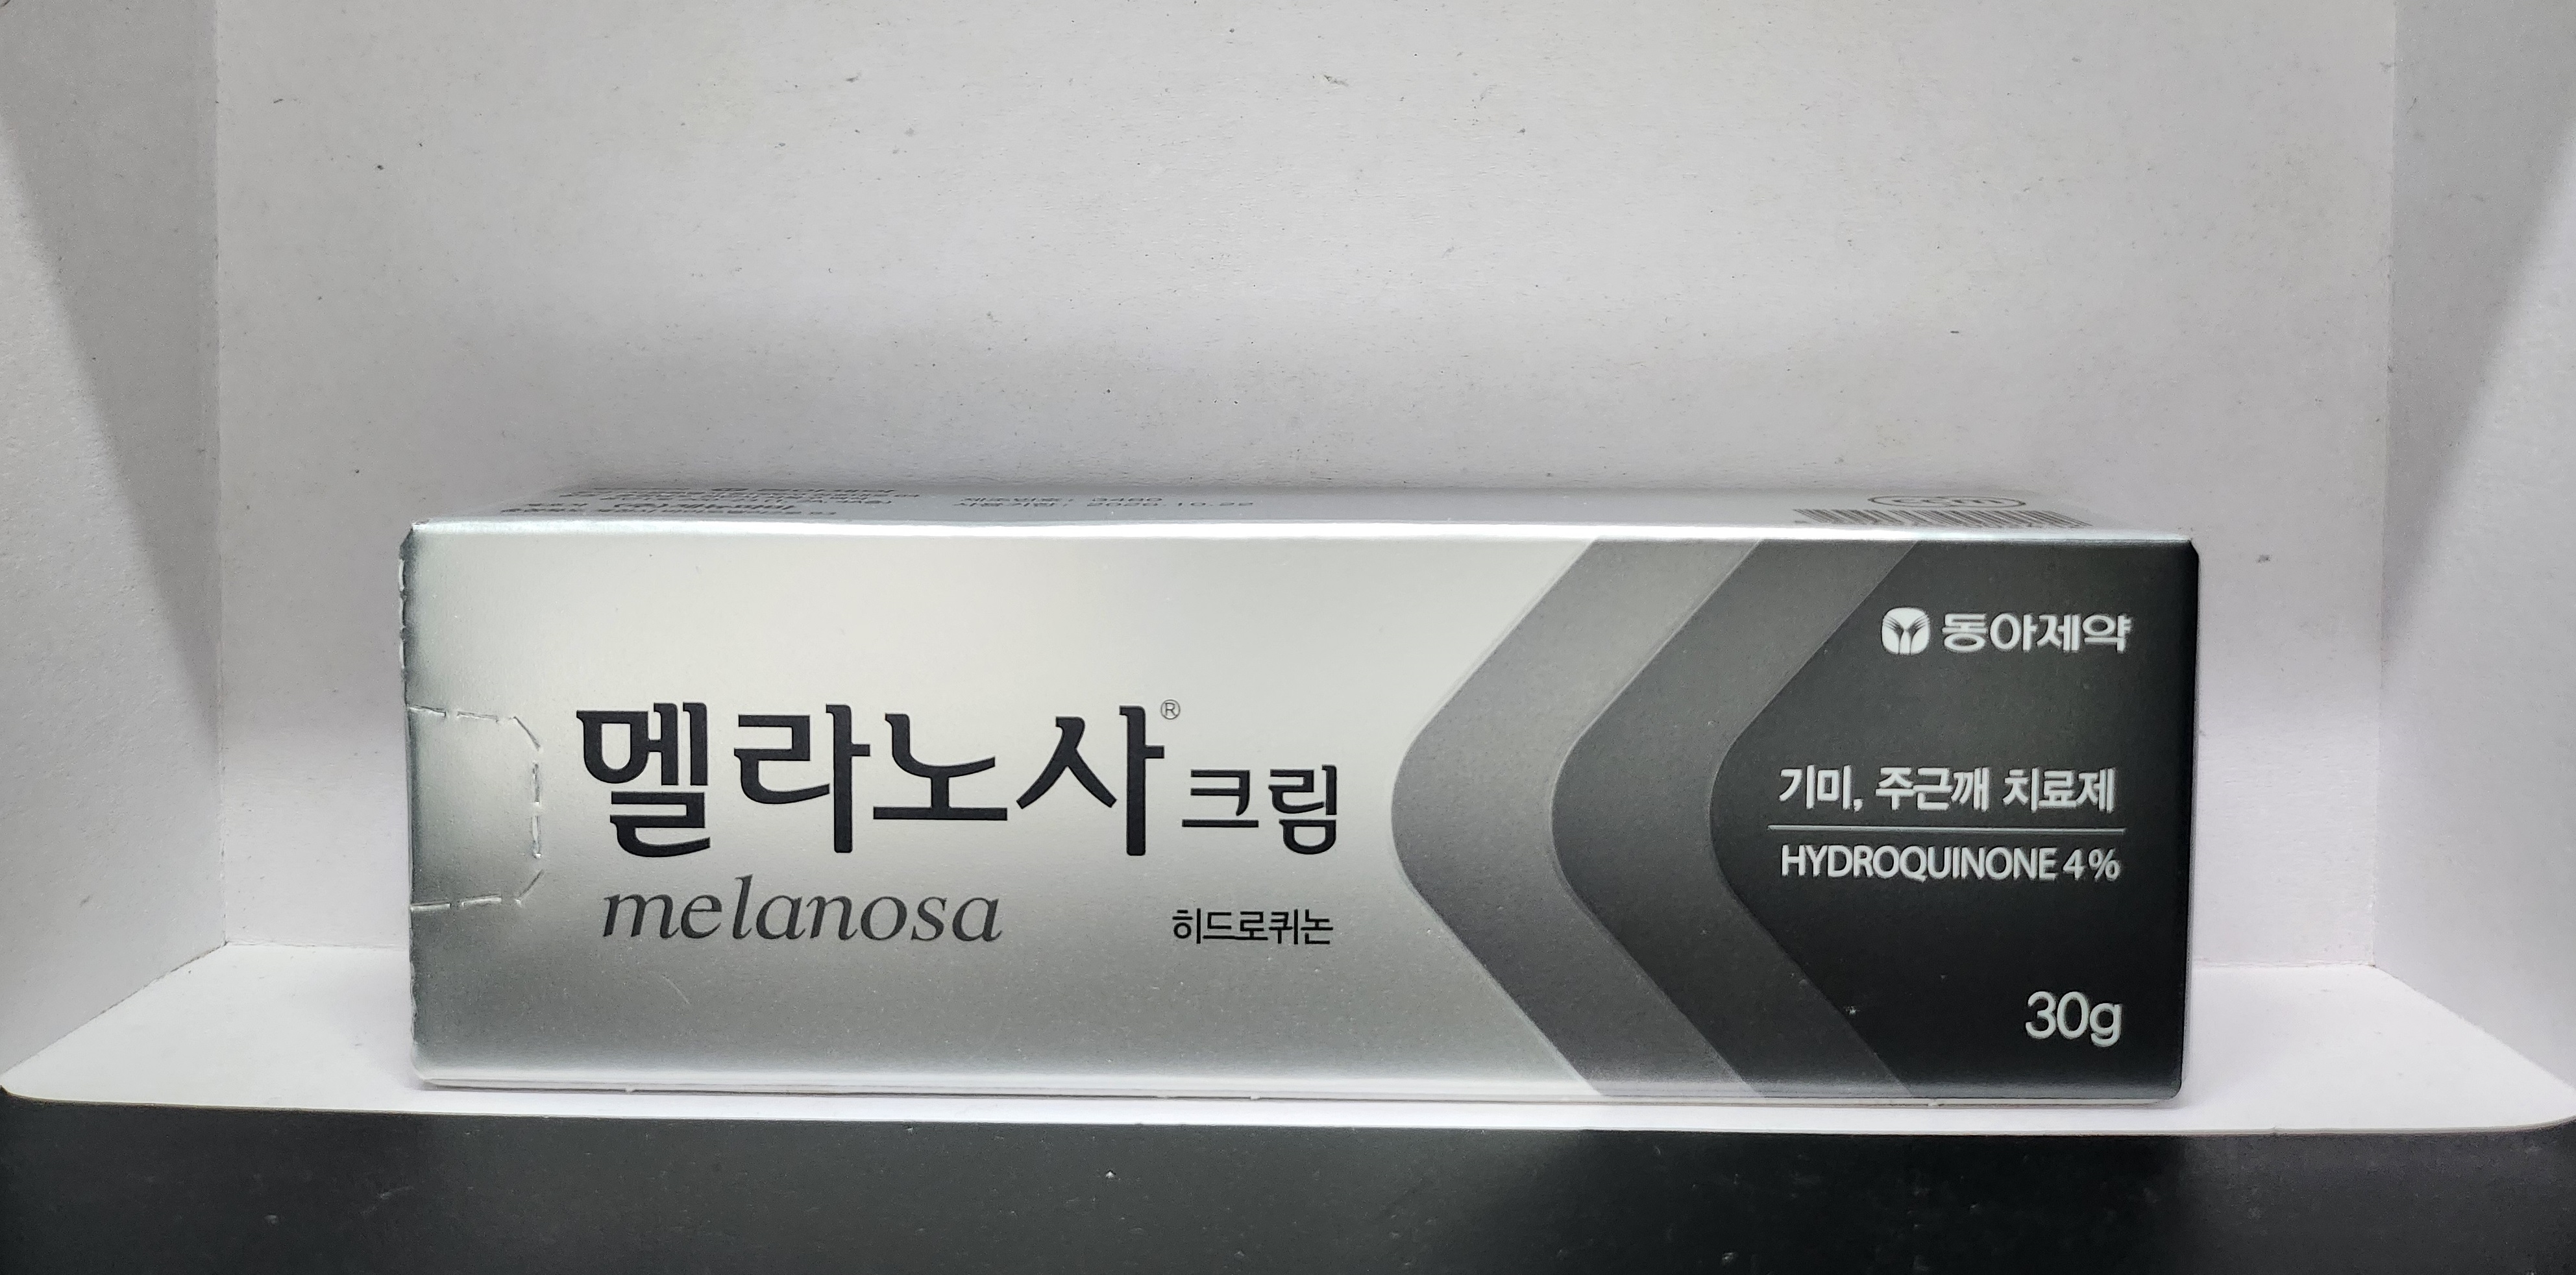 멜라노사® 크림
melanosa
히드로퀴논
동아제약
기미, 주근깨 치료제
HYDROQUINONE 4%
30g